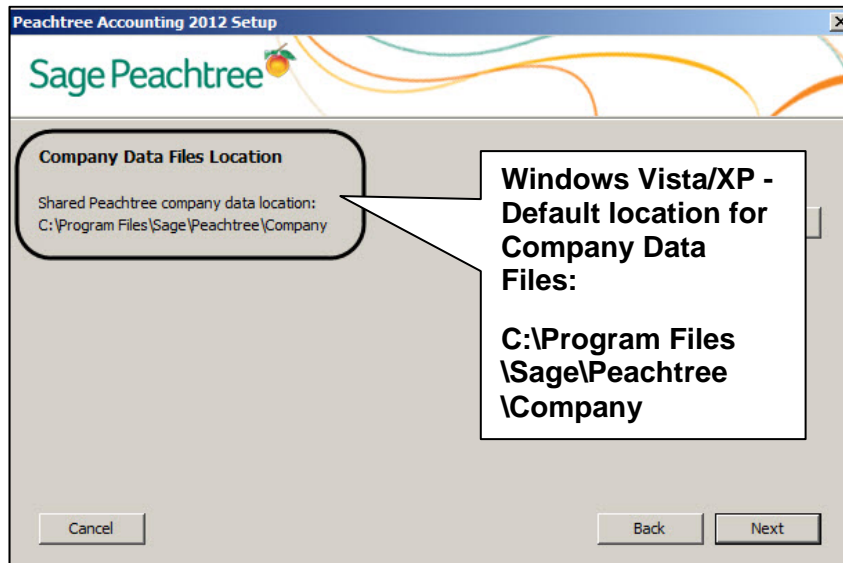 Peachtree Accounting 2012 Setup
Sage Peachtree
Company Data Files Location
Shared Peachtree company data location:
C:\Program Files\Sage\Peachtree\Company
Windows Vista/XP -
Default location for
Company Data
Files:
C:\Program Files
\Sage\Peachtree
\Company
Cancel
Back
Next